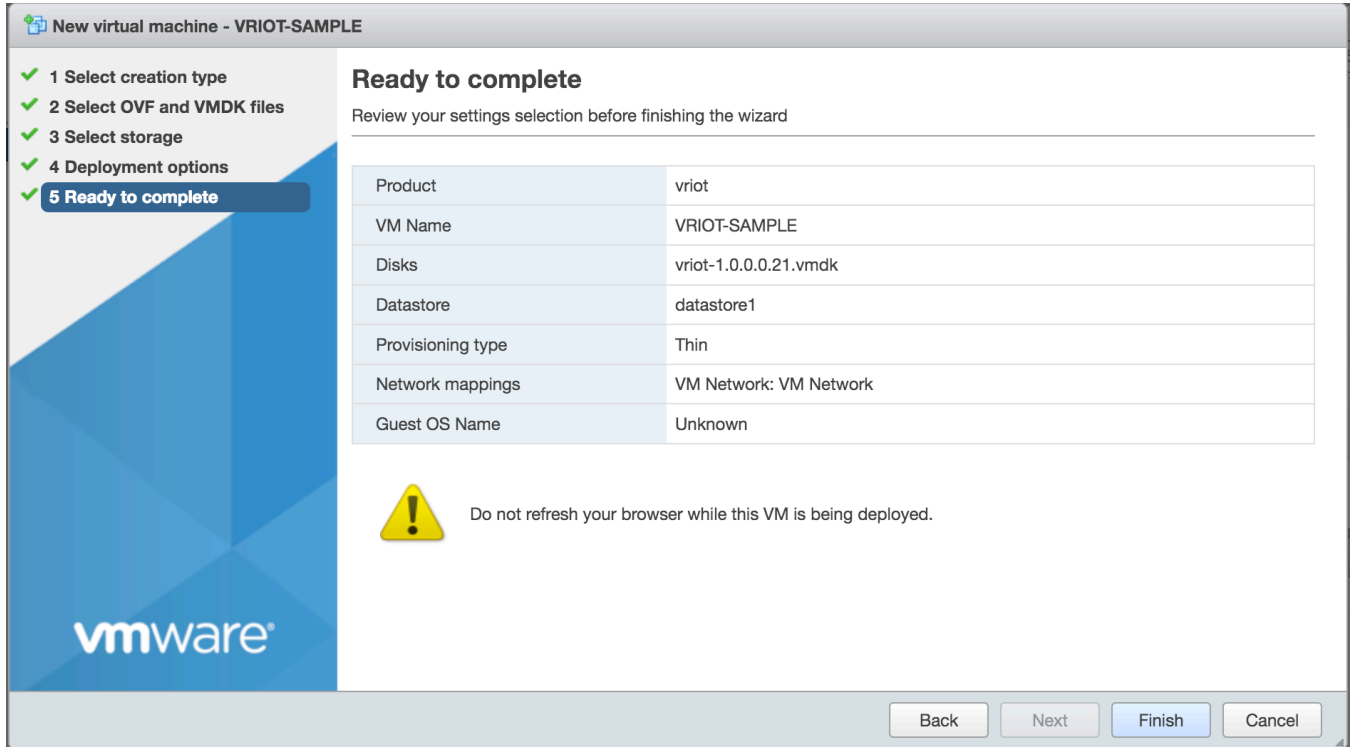 New virtual machine - VRIOT-SAMPLE
1 Select creation type
2 Select OVF and VMDK files
3 Select storage
4 Deployment options
5 Ready to complete
vmware®
Ready to complete
Review your settings selection before finishing the wizard
Product vriot
VM Name VRIOT-SAMPLE
Disks vriot-1.0.0.0.21.vmdk
Datastore datastore1
Provisioning type Thin
Network mappings VM Network: VM Network
Guest OS Name Unknown
Do not refresh your browser while this VM is being deployed.
Back Next Finish Cancel